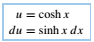 u = cosh x
du = sinh x dx